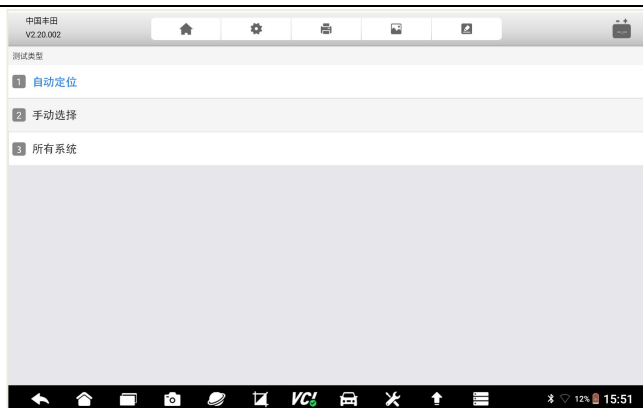 中国丰田
V2.20.002
测试类型
1 自动定位
2 手动选择
3 所有系统
VCI 12% 15:51